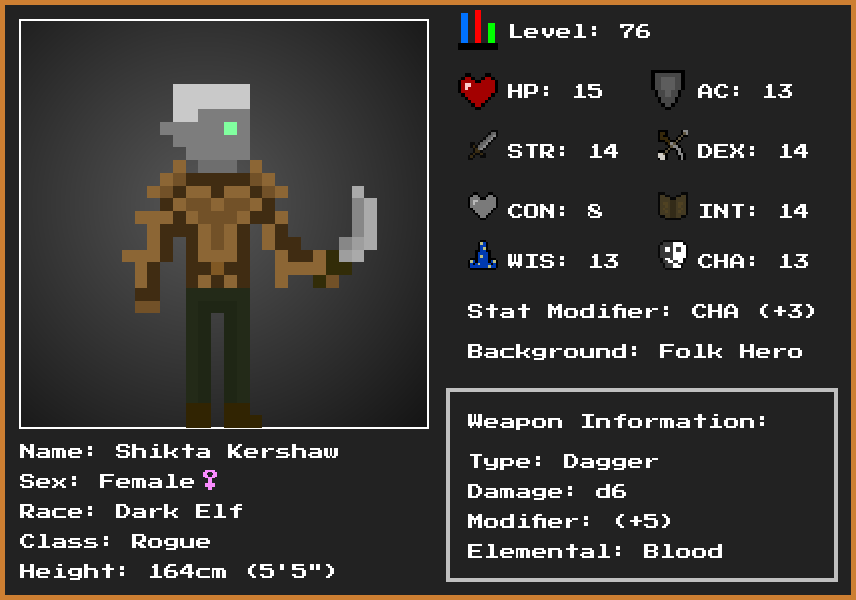 Level: 76
HP: 15
AC: 13
STR: 14
DEX: 14
CON: 8
INT: 14
WIS: 13
CHA: 13
Stat Modifier: CHA (+3)
Background: Folk Hero
Weapon Information:
Type: Dagger
Damage: d6
Modifier: (+5)
Elemental: Blood
Name: Shikta Kershaw
Sex: Female♀
Race: Dark Elf
Class: Rogue
Height: 164cm (5'5")